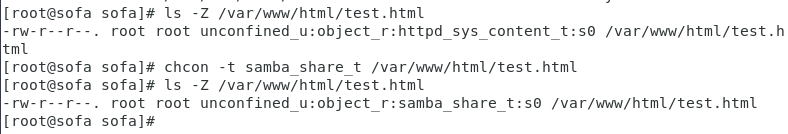 [root@sofa sofa]# ls -Z /var/www/html/test.html
-rw-r--r--. root root unconfined_u:object_r:httpd_sys_content_t:s0 /var/www/html/test.h
tml
[root@sofa sofa]# chcon -t samba_share_t /var/www/html/test.html
[root@sofa sofa]# ls -Z /var/www/html/test.html
-rw-r--r--. root root unconfined_u:object_r:samba_share_t:s0 /var/www/html/test.html
[root@sofa sofa]#